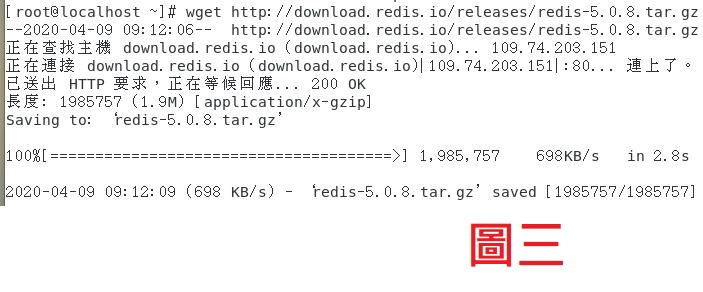 [root@localhost ~]# wget http://download.redis.io/releases/redis-5.0.8.tar.gz
--2020-04-09 09:12:06--  http://download.redis.io/releases/redis-5.0.8.tar.gz
正在查找主機 download.redis.io (download.redis.io)... 109.74.203.151
正在連接 download.redis.io (download.redis.io)|109.74.203.151|:80... 連上了。
已送出 HTTP 要求，正在等候回應... 200 OK
長度: 1985757 (1.9M) [application/x-gzip]
Saving to: ‘redis-5.0.8.tar.gz’
100%[======================================>] 1,985,757    698KB/s   in 2.8s
2020-04-09 09:12:09 (698 KB/s) - ‘redis-5.0.8.tar.gz’ saved [1985757/1985757]
圖三